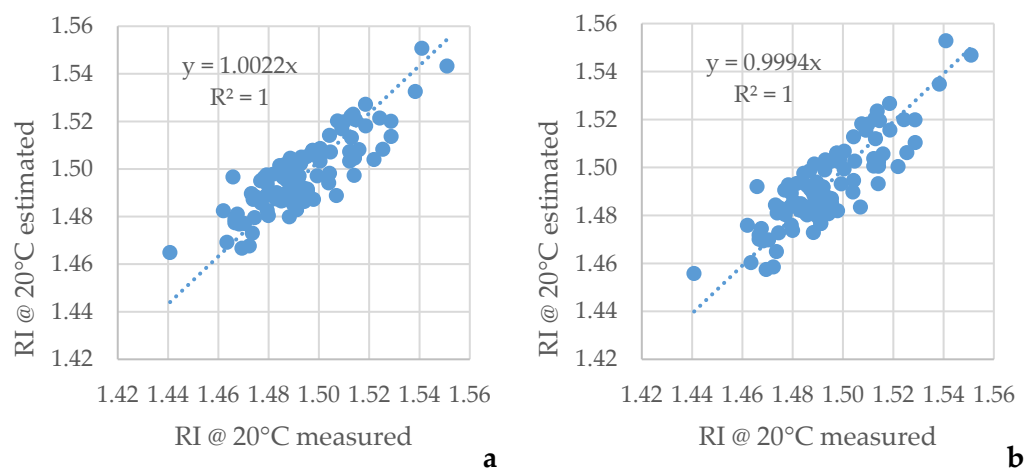 1.56
1.54
1.52
1.50
1.48
1.46
1.44
1.42
RI @ 20°C estimated
y = 1.0022x
R² = 1
1.42 1.44 1.46 1.48 1.50 1.52 1.54 1.56
RI @ 20°C measured
a
1.56
1.54
1.52
1.50
1.48
1.46
1.44
1.42
RI @ 20°C estimated
y = 0.9994x
R² = 1
1.42 1.44 1.46 1.48 1.50 1.52 1.54 1.56
RI @ 20°C measured
b